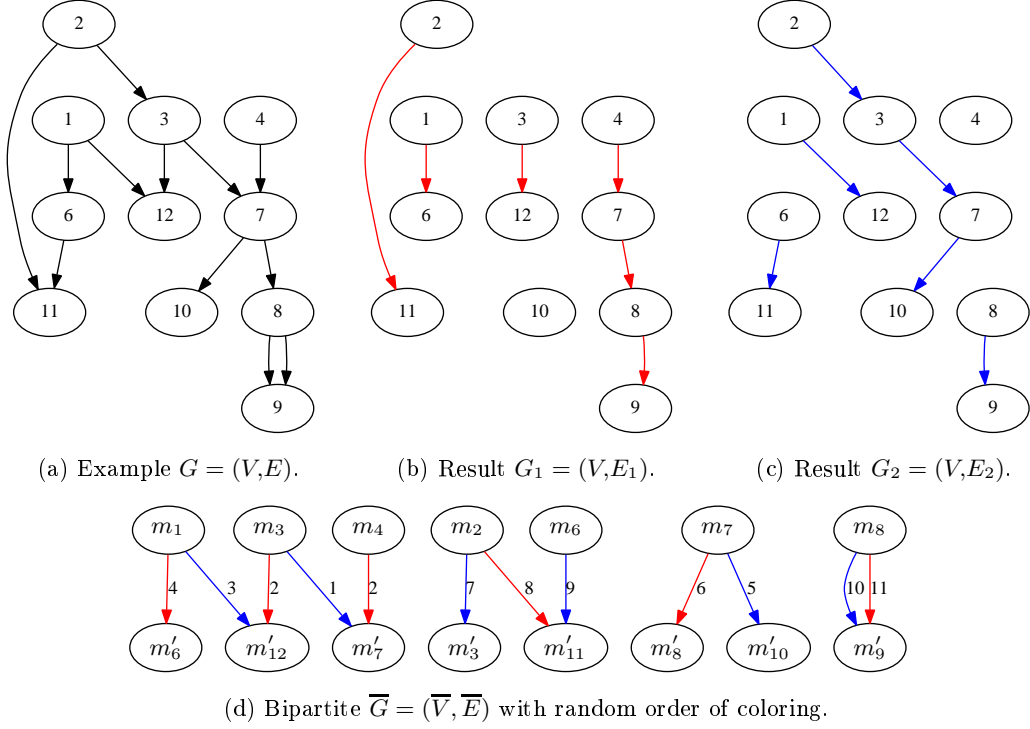 2 2 2
1 3 4 1 3 4 1 3 4
6 12 7 6 12 7 6 12 7
11 10 8 11 10 8 11 10 8
9 9 9
(a) Example G = (V,E). (b) Result G₁ = (V,E₁). (c) Result G₂ = (V,E₂).
m₁ m₃ m₄ m₂ m₆ m₇ m₈
4 3 2 1 2 7 8 9 6 5 10 11
m′₆ m′₁₂ m′₇ m′₃ m′₁₁ m′₈ m′₁₀ m′₉
(d) Bipartite G̅ = (V̅, E̅) with random order of coloring.